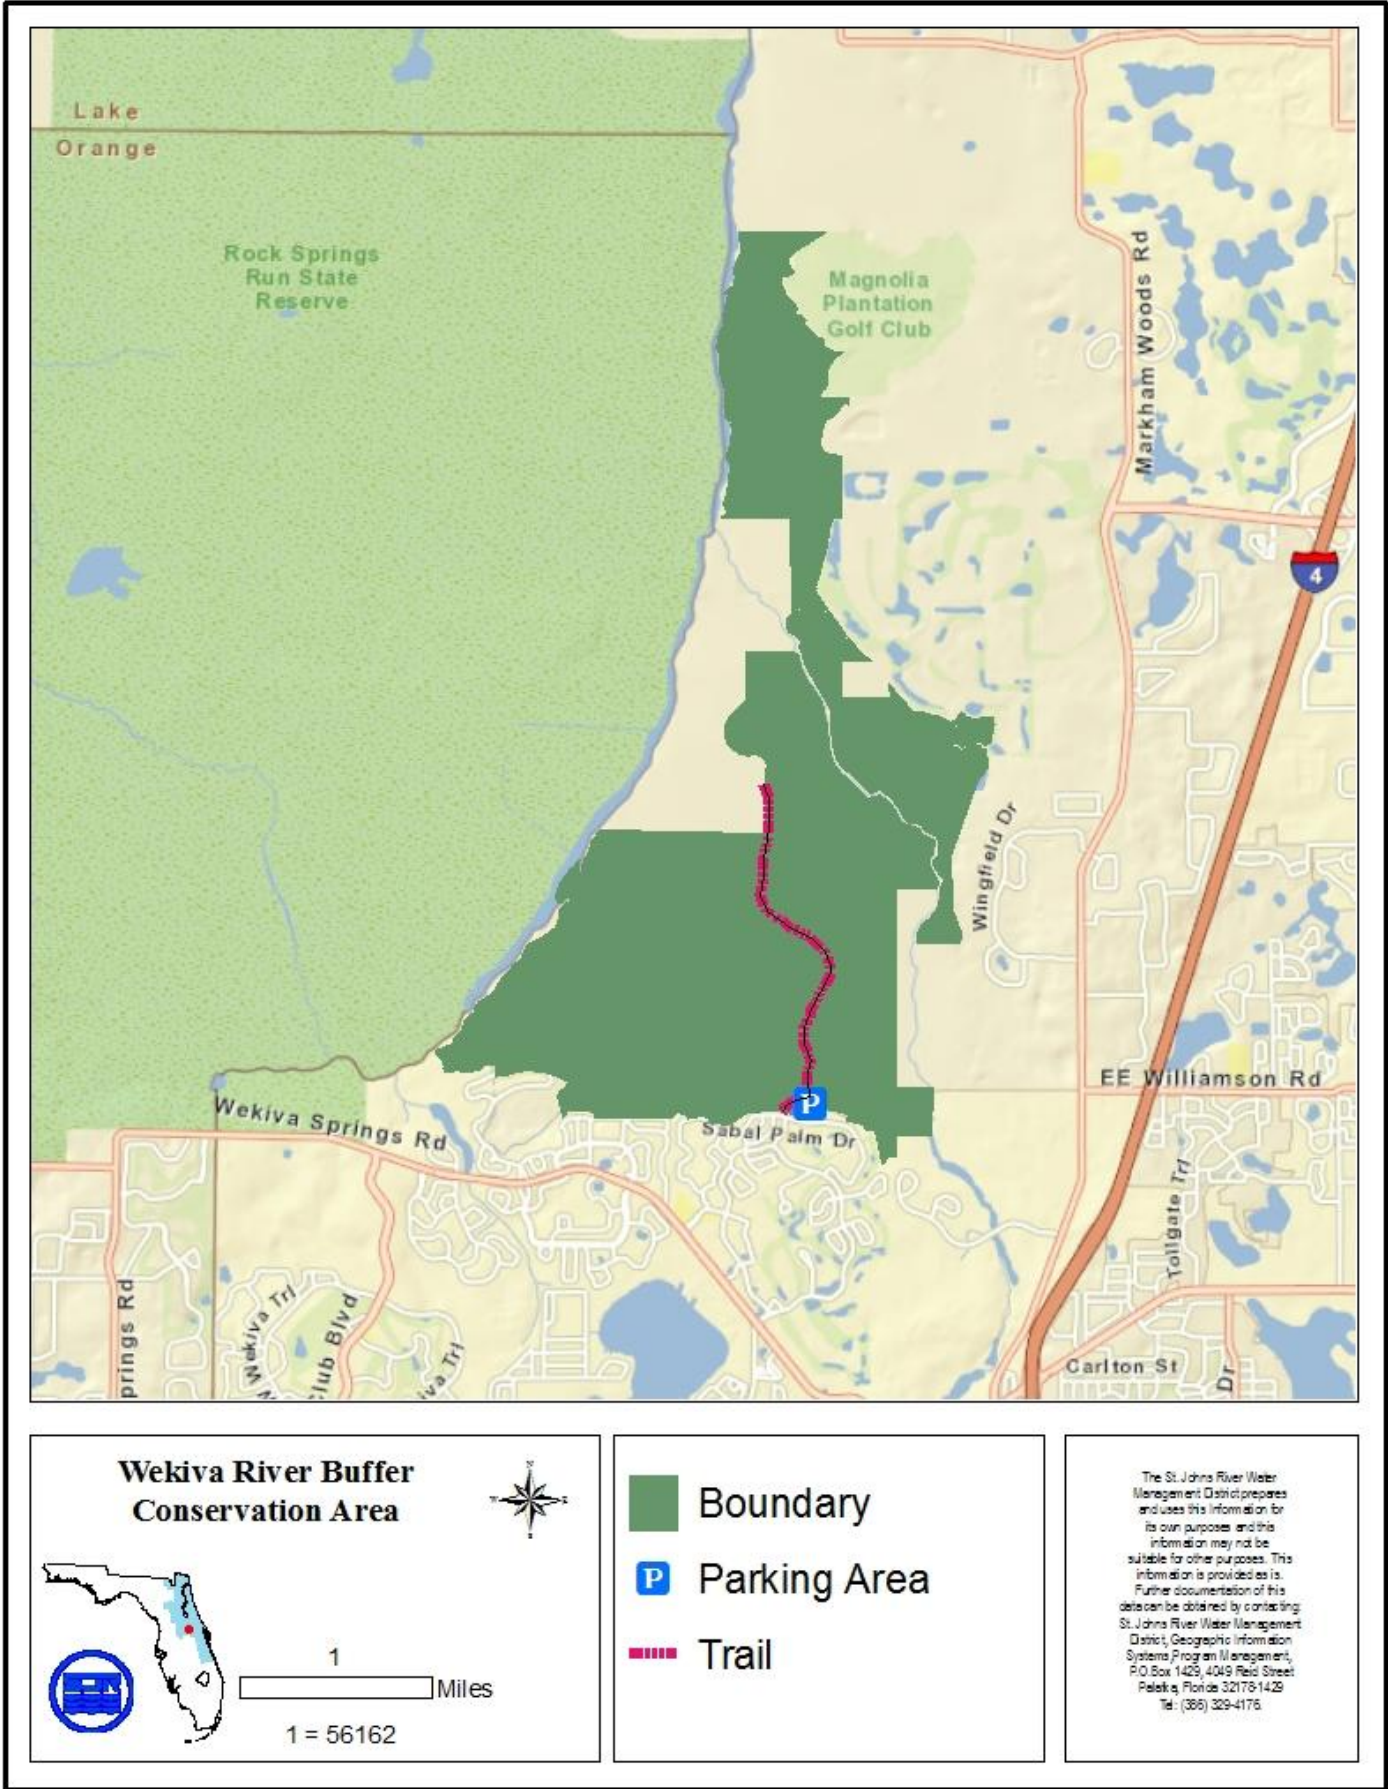 Lake
Orange
Rock Springs
Run State
Reserve
Magnolia
Plantation
Golf Club
Markham Woods Rd
4
Wingfield Dr
EE Williamson Rd
Wekiva Springs Rd
P
Sabal Palm Dr
Tollgate Trl
prings Rd
Wekiva Trl
Club Blvd
iva Trl
Carlton St
Dr
Wekiva River Buffer
Conservation Area
N
W E
S
1
Miles
1 = 56162
Boundary
P Parking Area
Trail
The St. Johns River Water
Management District prepares
and uses this information for
its own purposes and this
information may not be
suitable for other purposes. This
information is provided as is.
Further documentation of this
data can be obtained by contacting:
St. Johns River Water Management
District, Geographic Information
Systems, Program Management,
P.O.Box 1429, 4049 Reid Street
Palatka, Florida 32178-1429
Tel: (386) 329-4176.